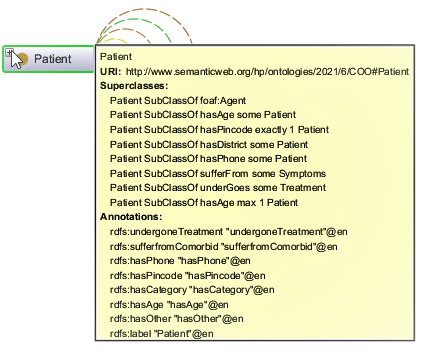 Patient
Patient
URI: http://www.semanticweb.org/hp/ontologies/2021/6/COO#Patient
Superclasses:
Patient SubClassOf foaf:Agent
Patient SubClassOf hasAge some Patient
Patient SubClassOf hasPincode exactly 1 Patient
Patient SubClassOf hasDistrict some Patient
Patient SubClassOf hasPhone some Patient
Patient SubClassOf sufferFrom some Symptoms
Patient SubClassOf underGoes some Treatment
Patient SubClassOf hasAge max 1 Patient
Annotations:
rdfs:undergoneTreatment "undergoneTreatment"@en
rdfs:sufferfromComorbid "sufferfromComorbid"@en
rdfs:hasPhone "hasPhone"@en
rdfs:hasPincode "hasPincode"@en
rdfs:hasCategory "hasCategory"@en
rdfs:hasAge "hasAge"@en
rdfs:hasOther "hasOther"@en
rdfs:label "Patient"@en